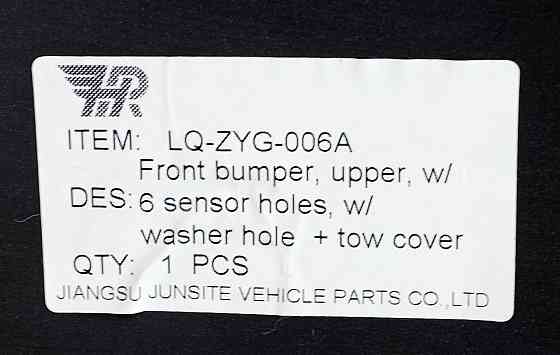 HR
ITEM: LQ-ZYG-006A
Front bumper, upper, w/
DES: 6 sensor holes, w/
washer hole + tow cover
QTY: 1 PCS
JIANGSU JUNSITE VEHICLE PARTS CO.,LTD